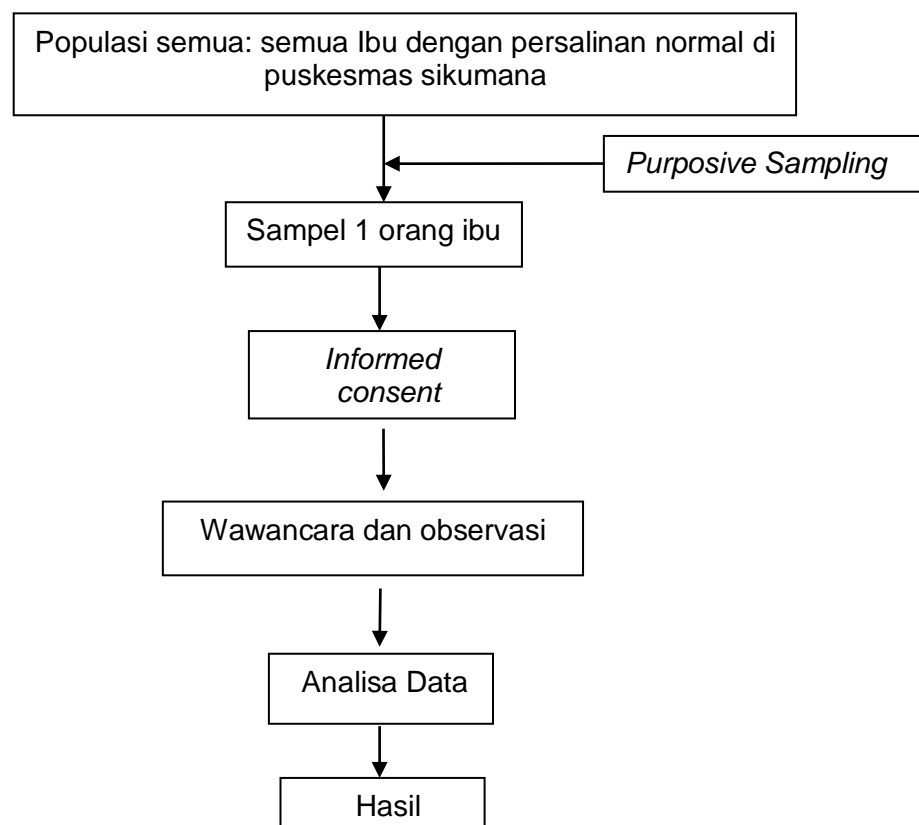 Populasi semua: semua Ibu dengan persalinan normal di
puskesmas sikumana
Purposive Sampling
Sampel 1 orang ibu
Informed
consent
Wawancara dan observasi
Analisa Data
Hasil